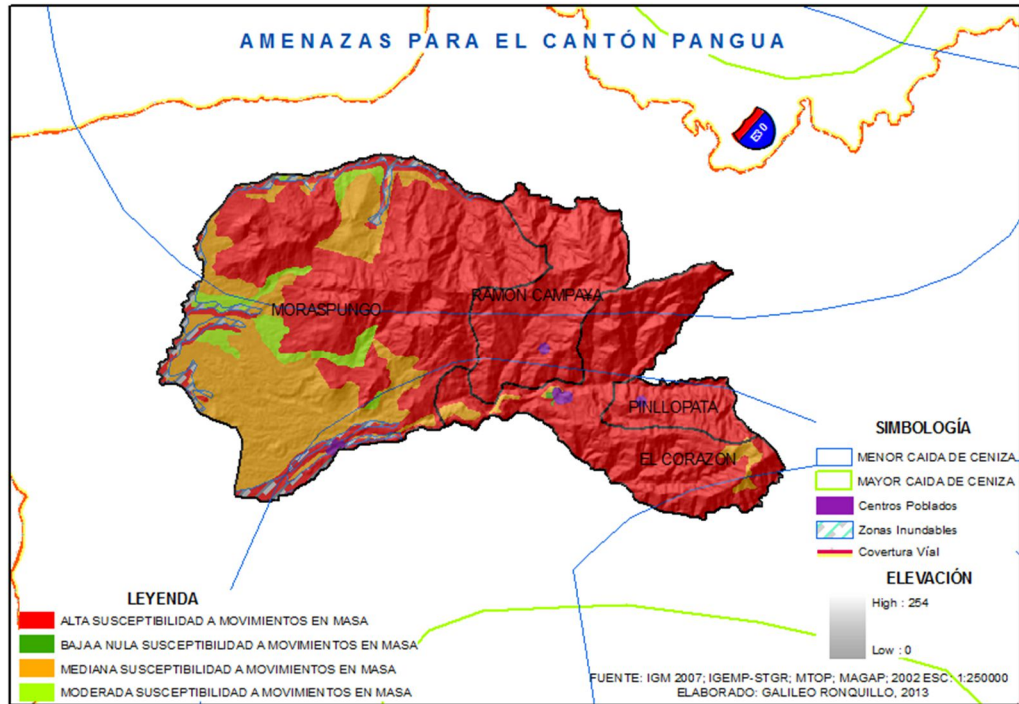 AMENAZAS PARA EL CANTÓN PANGUA
E30
RAMON CAMPAYA
MORASPUNGO
PINLLOPATA
EL CORAZON
SIMBOLOGÍA
MENOR CAIDA DE CENIZA
MAYOR CAIDA DE CENIZA
Centros Poblados
Zonas Inundables
Covertura Víal
ELEVACIÓN
High : 254
Low : 0
LEYENDA
ALTA SUSCEPTIBILIDAD A MOVIMIENTOS EN MASA
BAJA A NULA SUSCEPTIBILIDAD A MOVIMIENTOS EN MASA
MEDIANA SUSCEPTIBILIDAD A MOVIMIENTOS EN MASA
MODERADA SUSCEPTIBILIDAD A MOVIMIENTOS EN MASA
FUENTE: IGM 2007; IGEMP-STGR; MTOP; MAGAP; 2002 ESC: 1:250000
ELABORADO: GALILEO RONQUILLO, 2013